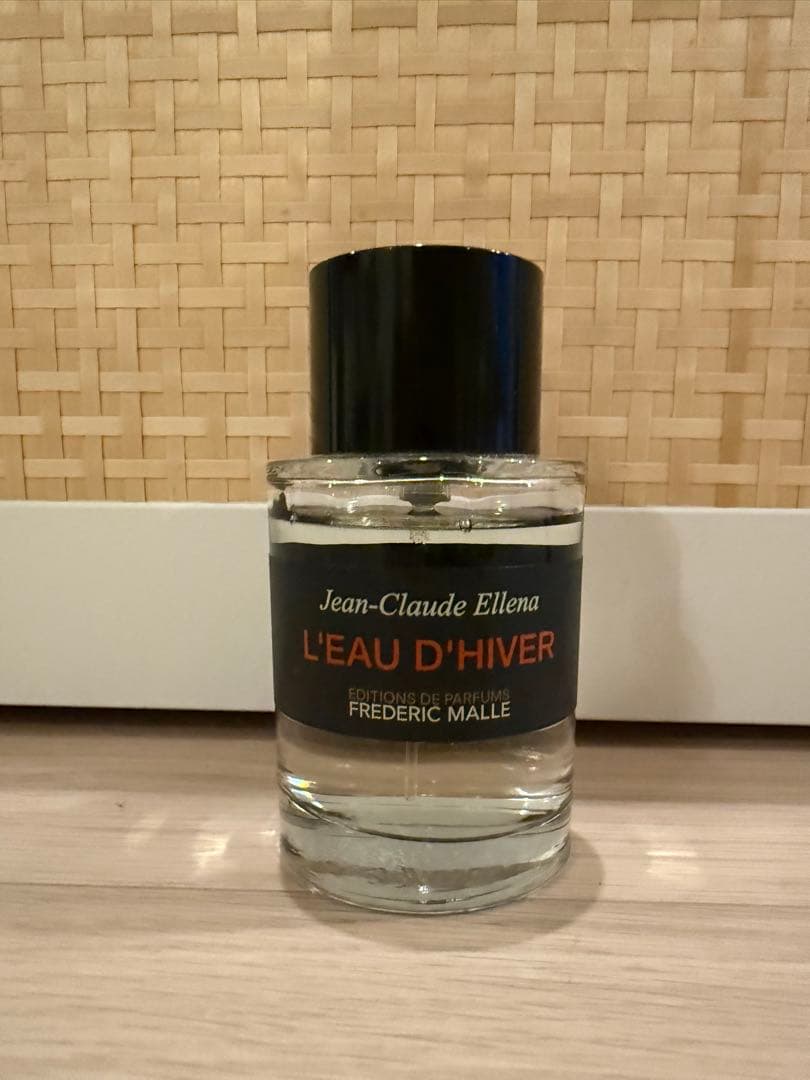 Jean-Claude Ellena
L'EAU D'HIVER
EDITIONS DE PARFUMS
FREDERIC MALLE